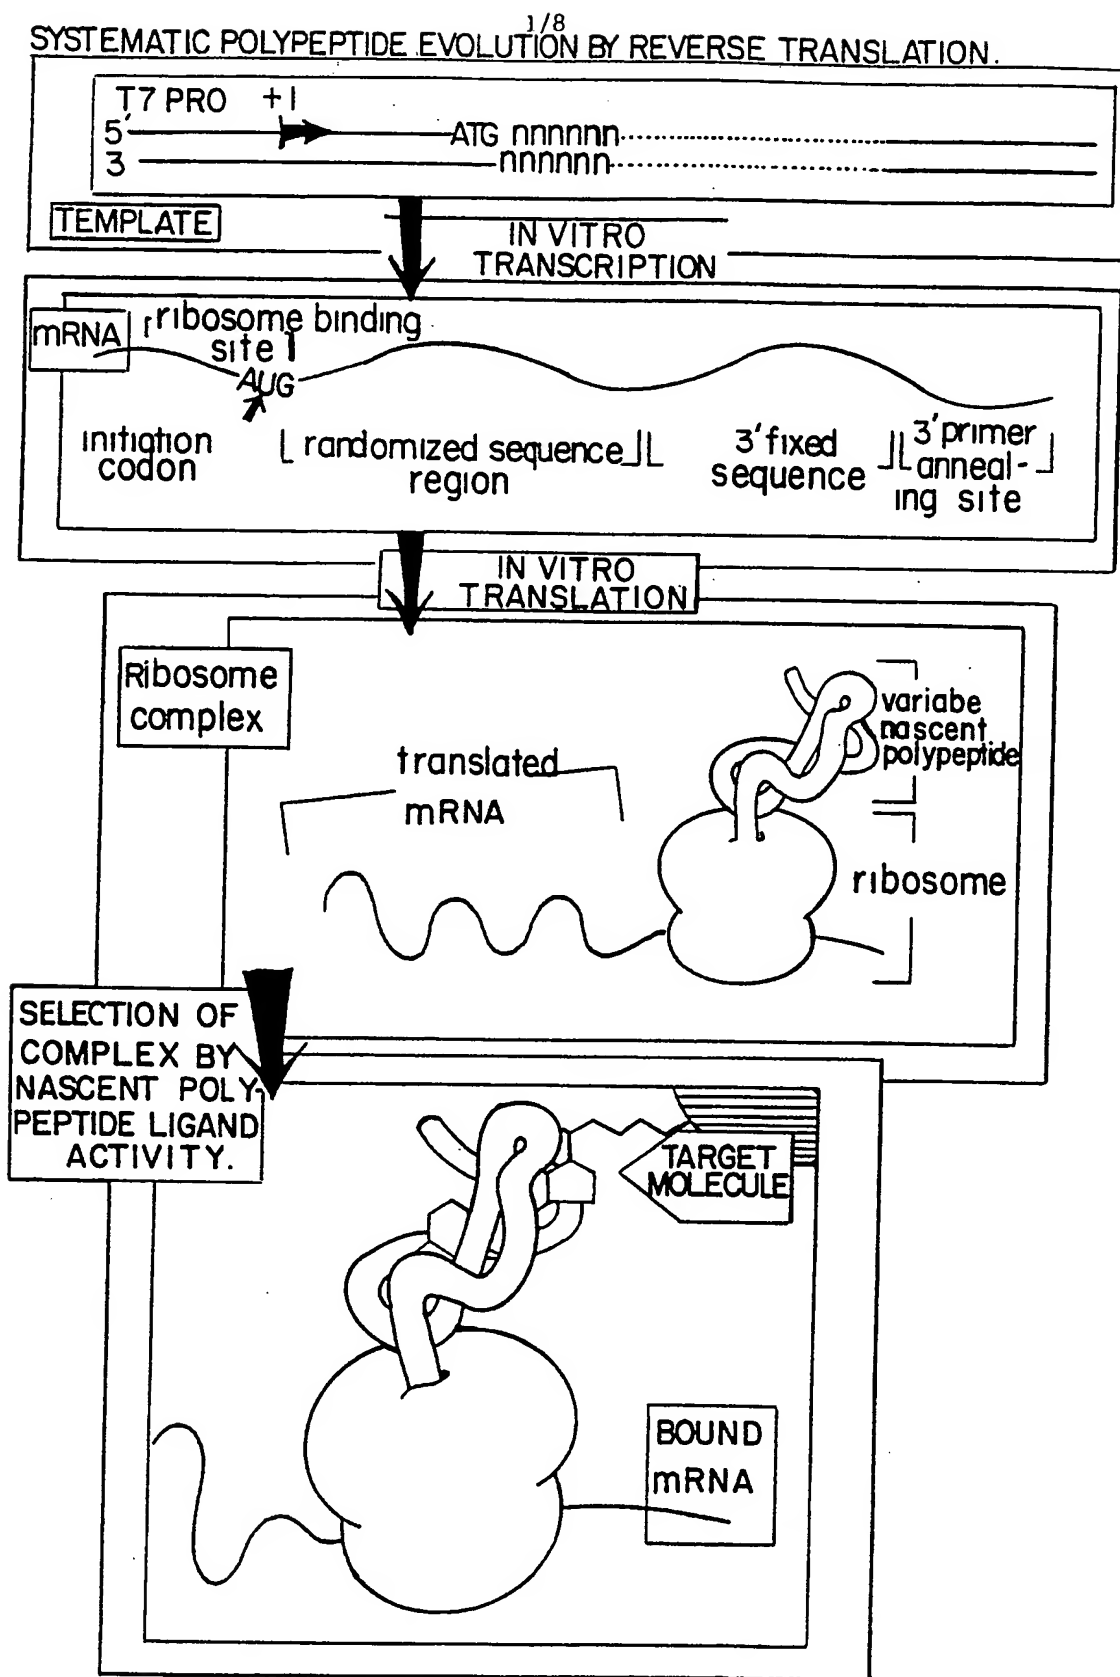 1/8
SYSTEMATIC POLYPEPTIDE EVOLUTION BY REVERSE TRANSLATION.
T7 PRO +1
5' ATG nnnnnn
3 nnnnnn
TEMPLATE
IN VITRO
TRANSCRIPTION
mRNA
ribosome binding
site
AUG
initiation
codon
randomized sequence
region
3' fixed
sequence
3' primer
anneal-
ing site
IN VITRO
TRANSLATION
Ribosome
complex
translated
mRNA
variabe
nascent
polypeptide
ribosome
SELECTION OF
COMPLEX BY
NASCENT POLY-
PEPTIDE LIGAND
ACTIVITY.
TARGET
MOLECULE
BOUND
mRNA